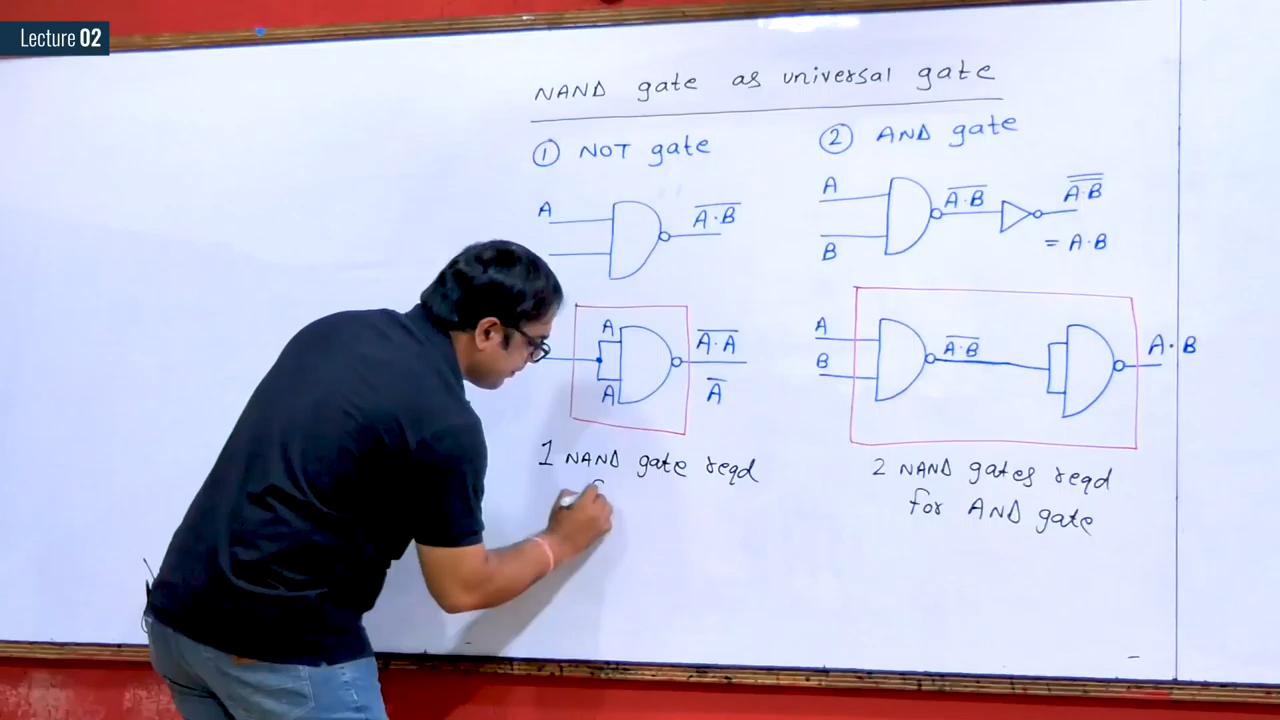 Lecture 02
NAND gate as universal gate
① NOT gate
A
A̅·̅B̅
A
A
A̅·̅A̅
A̅
1 NAND gate reqd
② AND gate
A
B
A̅·̅B̅
A̿·̿B̿
= A·B
A
B
A̅·̅B̅
A·B
2 NAND gates reqd
for AND gate